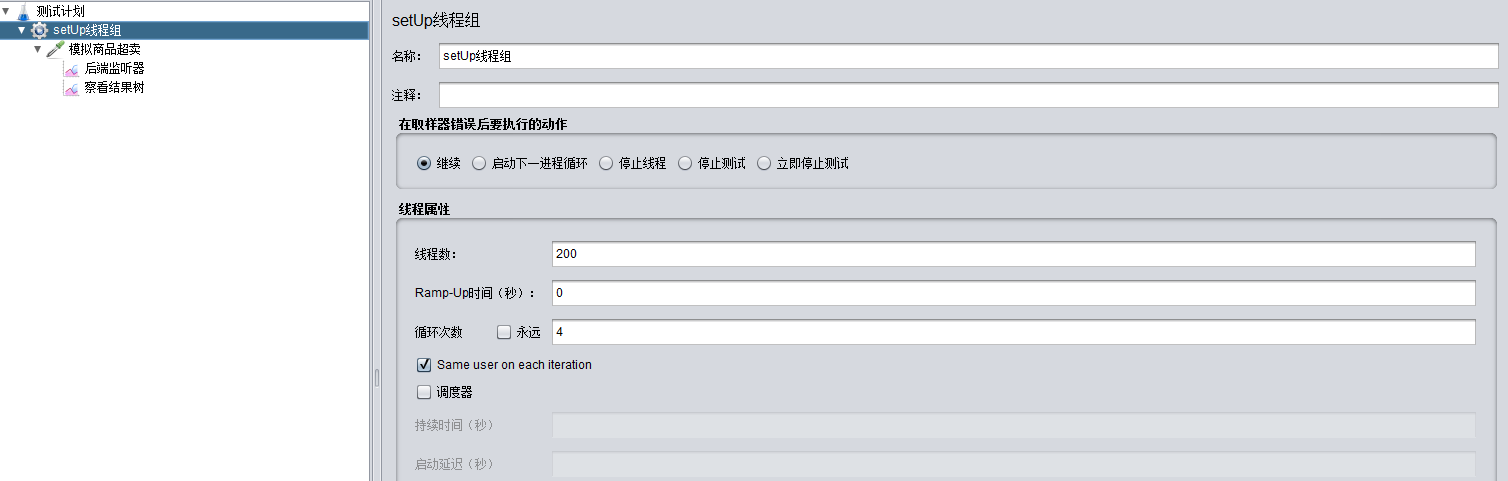 测试计划
setUp线程组
模拟商品超卖
后端监听器
察看结果树
setUp线程组
名称： setUp线程组
注释：
在取样器错误后要执行的动作
继续 启动下一进程循环 停止线程 停止测试 立即停止测试
线程属性
线程数： 200
Ramp-Up时间（秒）： 0
循环次数 永远 4
Same user on each iteration
调度器
持续时间（秒）
启动延迟（秒）